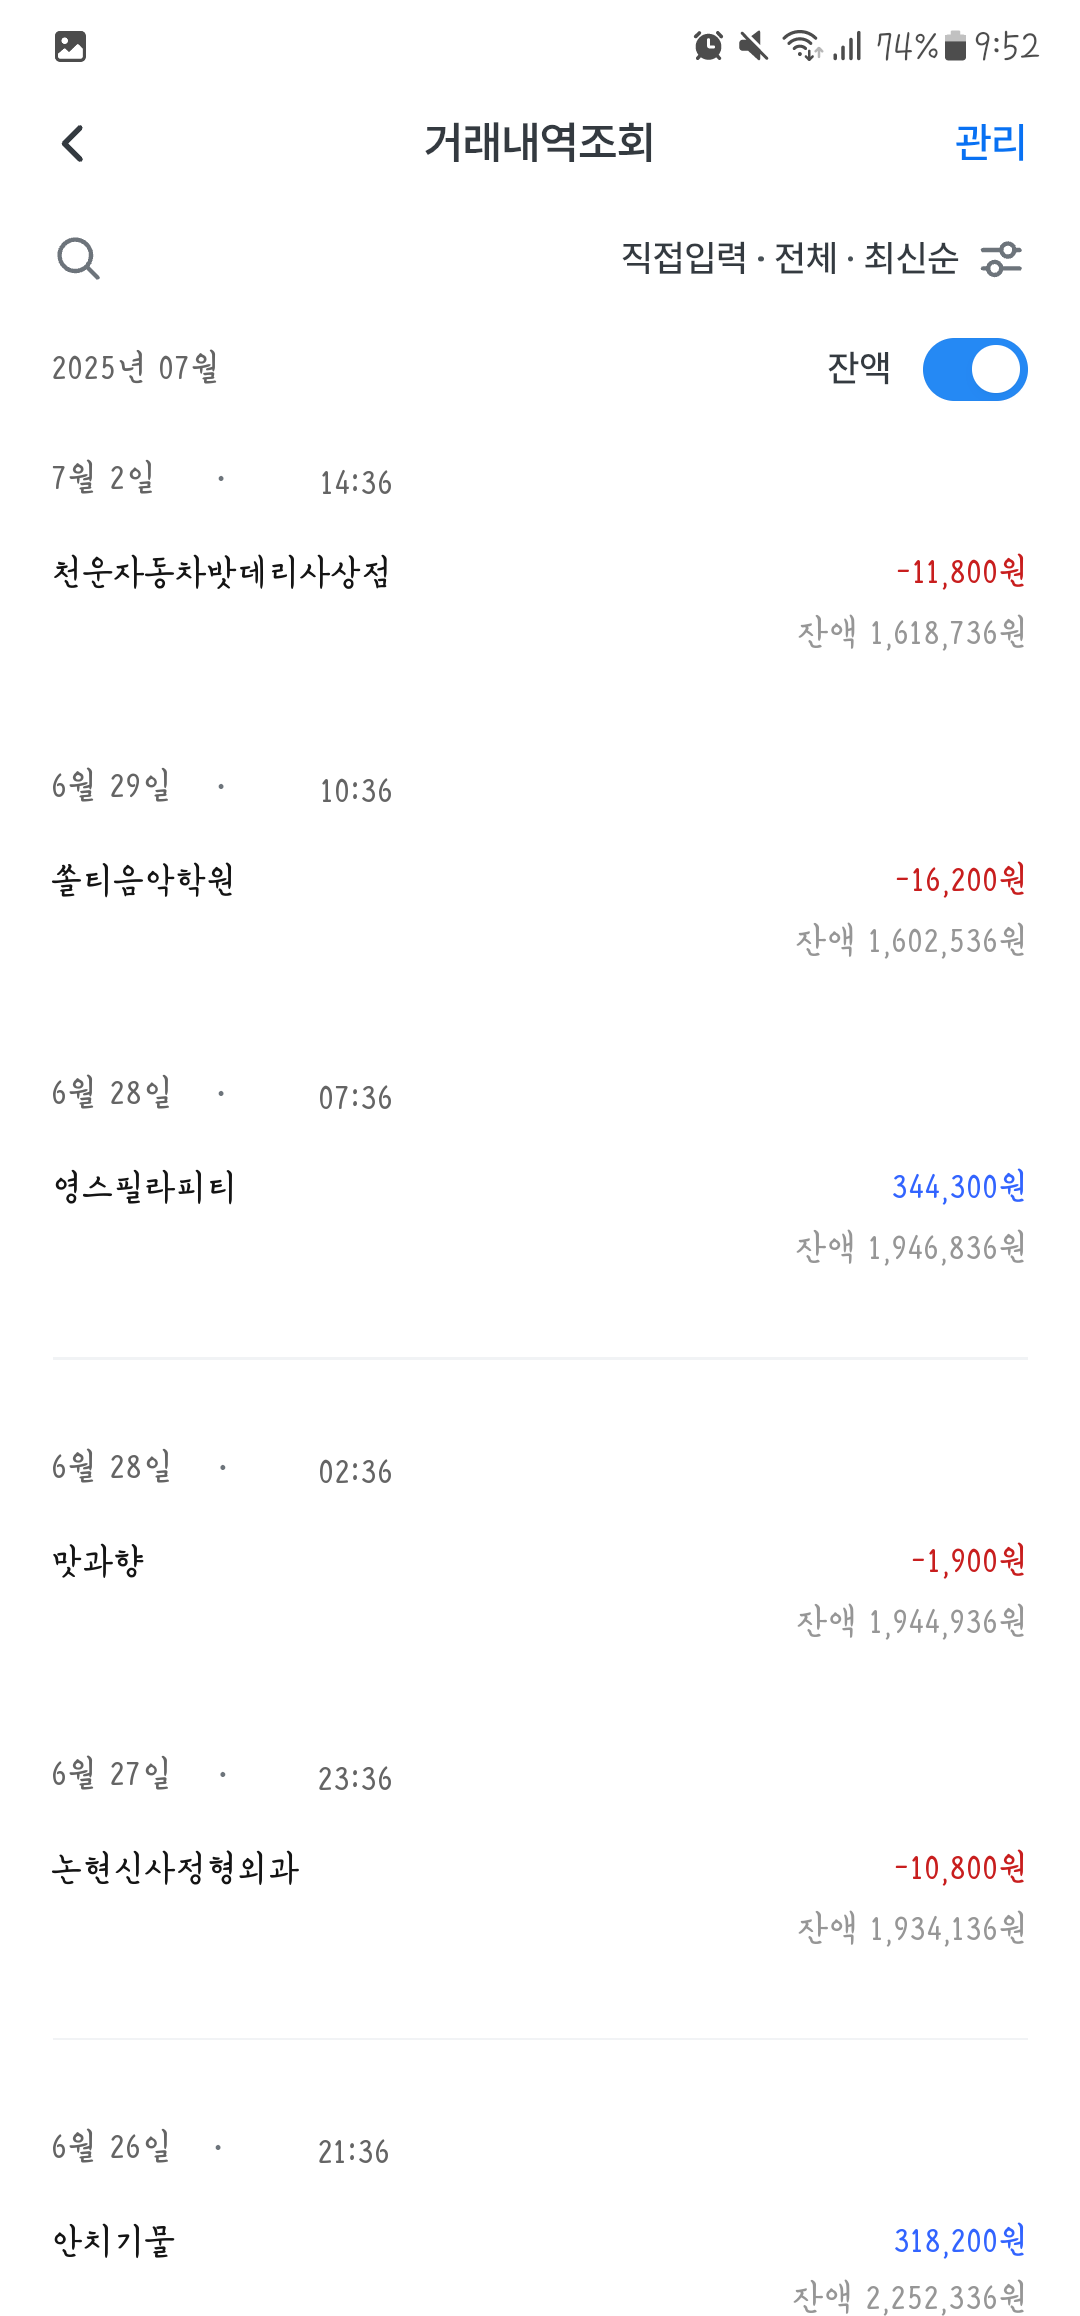 74% 9:52
거래내역조회 관리
직접입력 · 전체 · 최신순
2025년 07월 잔액
7월 2일 · 14:36
천운자동차밧데리사상점 -11,800원
잔액 1,618,736원
6월 29일 · 10:36
쏠티음악학원 -16,200원
잔액 1,602,536원
6월 28일 · 07:36
영스필라피티 344,300원
잔액 1,946,836원
6월 28일 · 02:36
맛과향 -1,900원
잔액 1,944,936원
6월 27일 · 23:36
논현신사정형외과 -10,800원
잔액 1,934,136원
6월 26일 · 21:36
안치기물 318,200원
잔액 2,252,336원